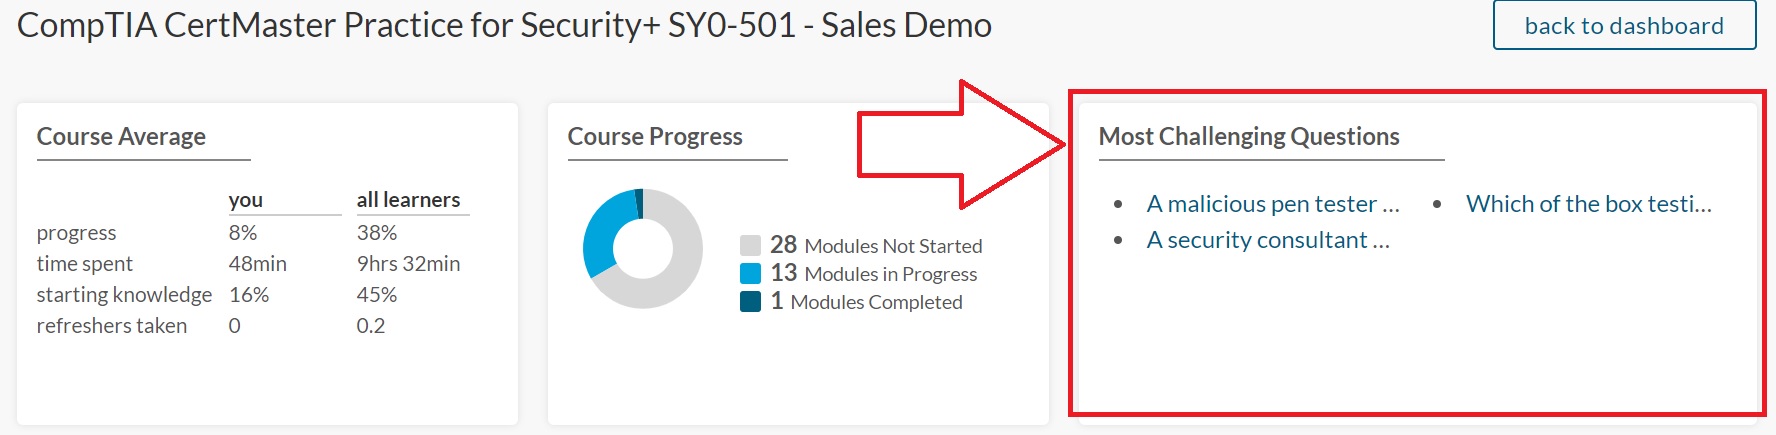 CompTIA CertMaster Practice for Security+ SY0-501 - Sales Demo
back to dashboard
Course Average
you all learners
progress 8% 38%
time spent 48min 9hrs 32min
starting knowledge 16% 45%
refreshers taken 0 0.2
Course Progress
28 Modules Not Started
13 Modules in Progress
1 Modules Completed
Most Challenging Questions
• A malicious pen tester ...
• A security consultant ...
• Which of the box testi...